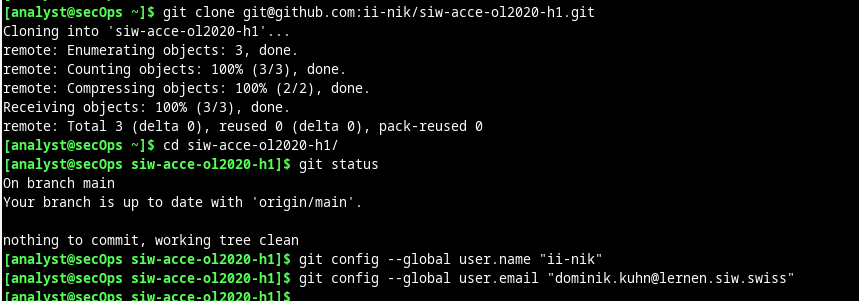 [analyst@secOps ~]$ git clone git@github.com:ii-nik/siw-acce-ol2020-h1.git
Cloning into 'siw-acce-ol2020-h1'...
remote: Enumerating objects: 3, done.
remote: Counting objects: 100% (3/3), done.
remote: Compressing objects: 100% (2/2), done.
Receiving objects: 100% (3/3), done.
remote: Total 3 (delta 0), reused 0 (delta 0), pack-reused 0
[analyst@secOps ~]$ cd siw-acce-ol2020-h1/
[analyst@secOps siw-acce-ol2020-h1]$ git status
On branch main
Your branch is up to date with 'origin/main'.

nothing to commit, working tree clean
[analyst@secOps siw-acce-ol2020-h1]$ git config --global user.name "ii-nik"
[analyst@secOps siw-acce-ol2020-h1]$ git config --global user.email "dominik.kuhn@lernen.siw.swiss"
[analyst@secOps siw-acce-ol2020-h1]$